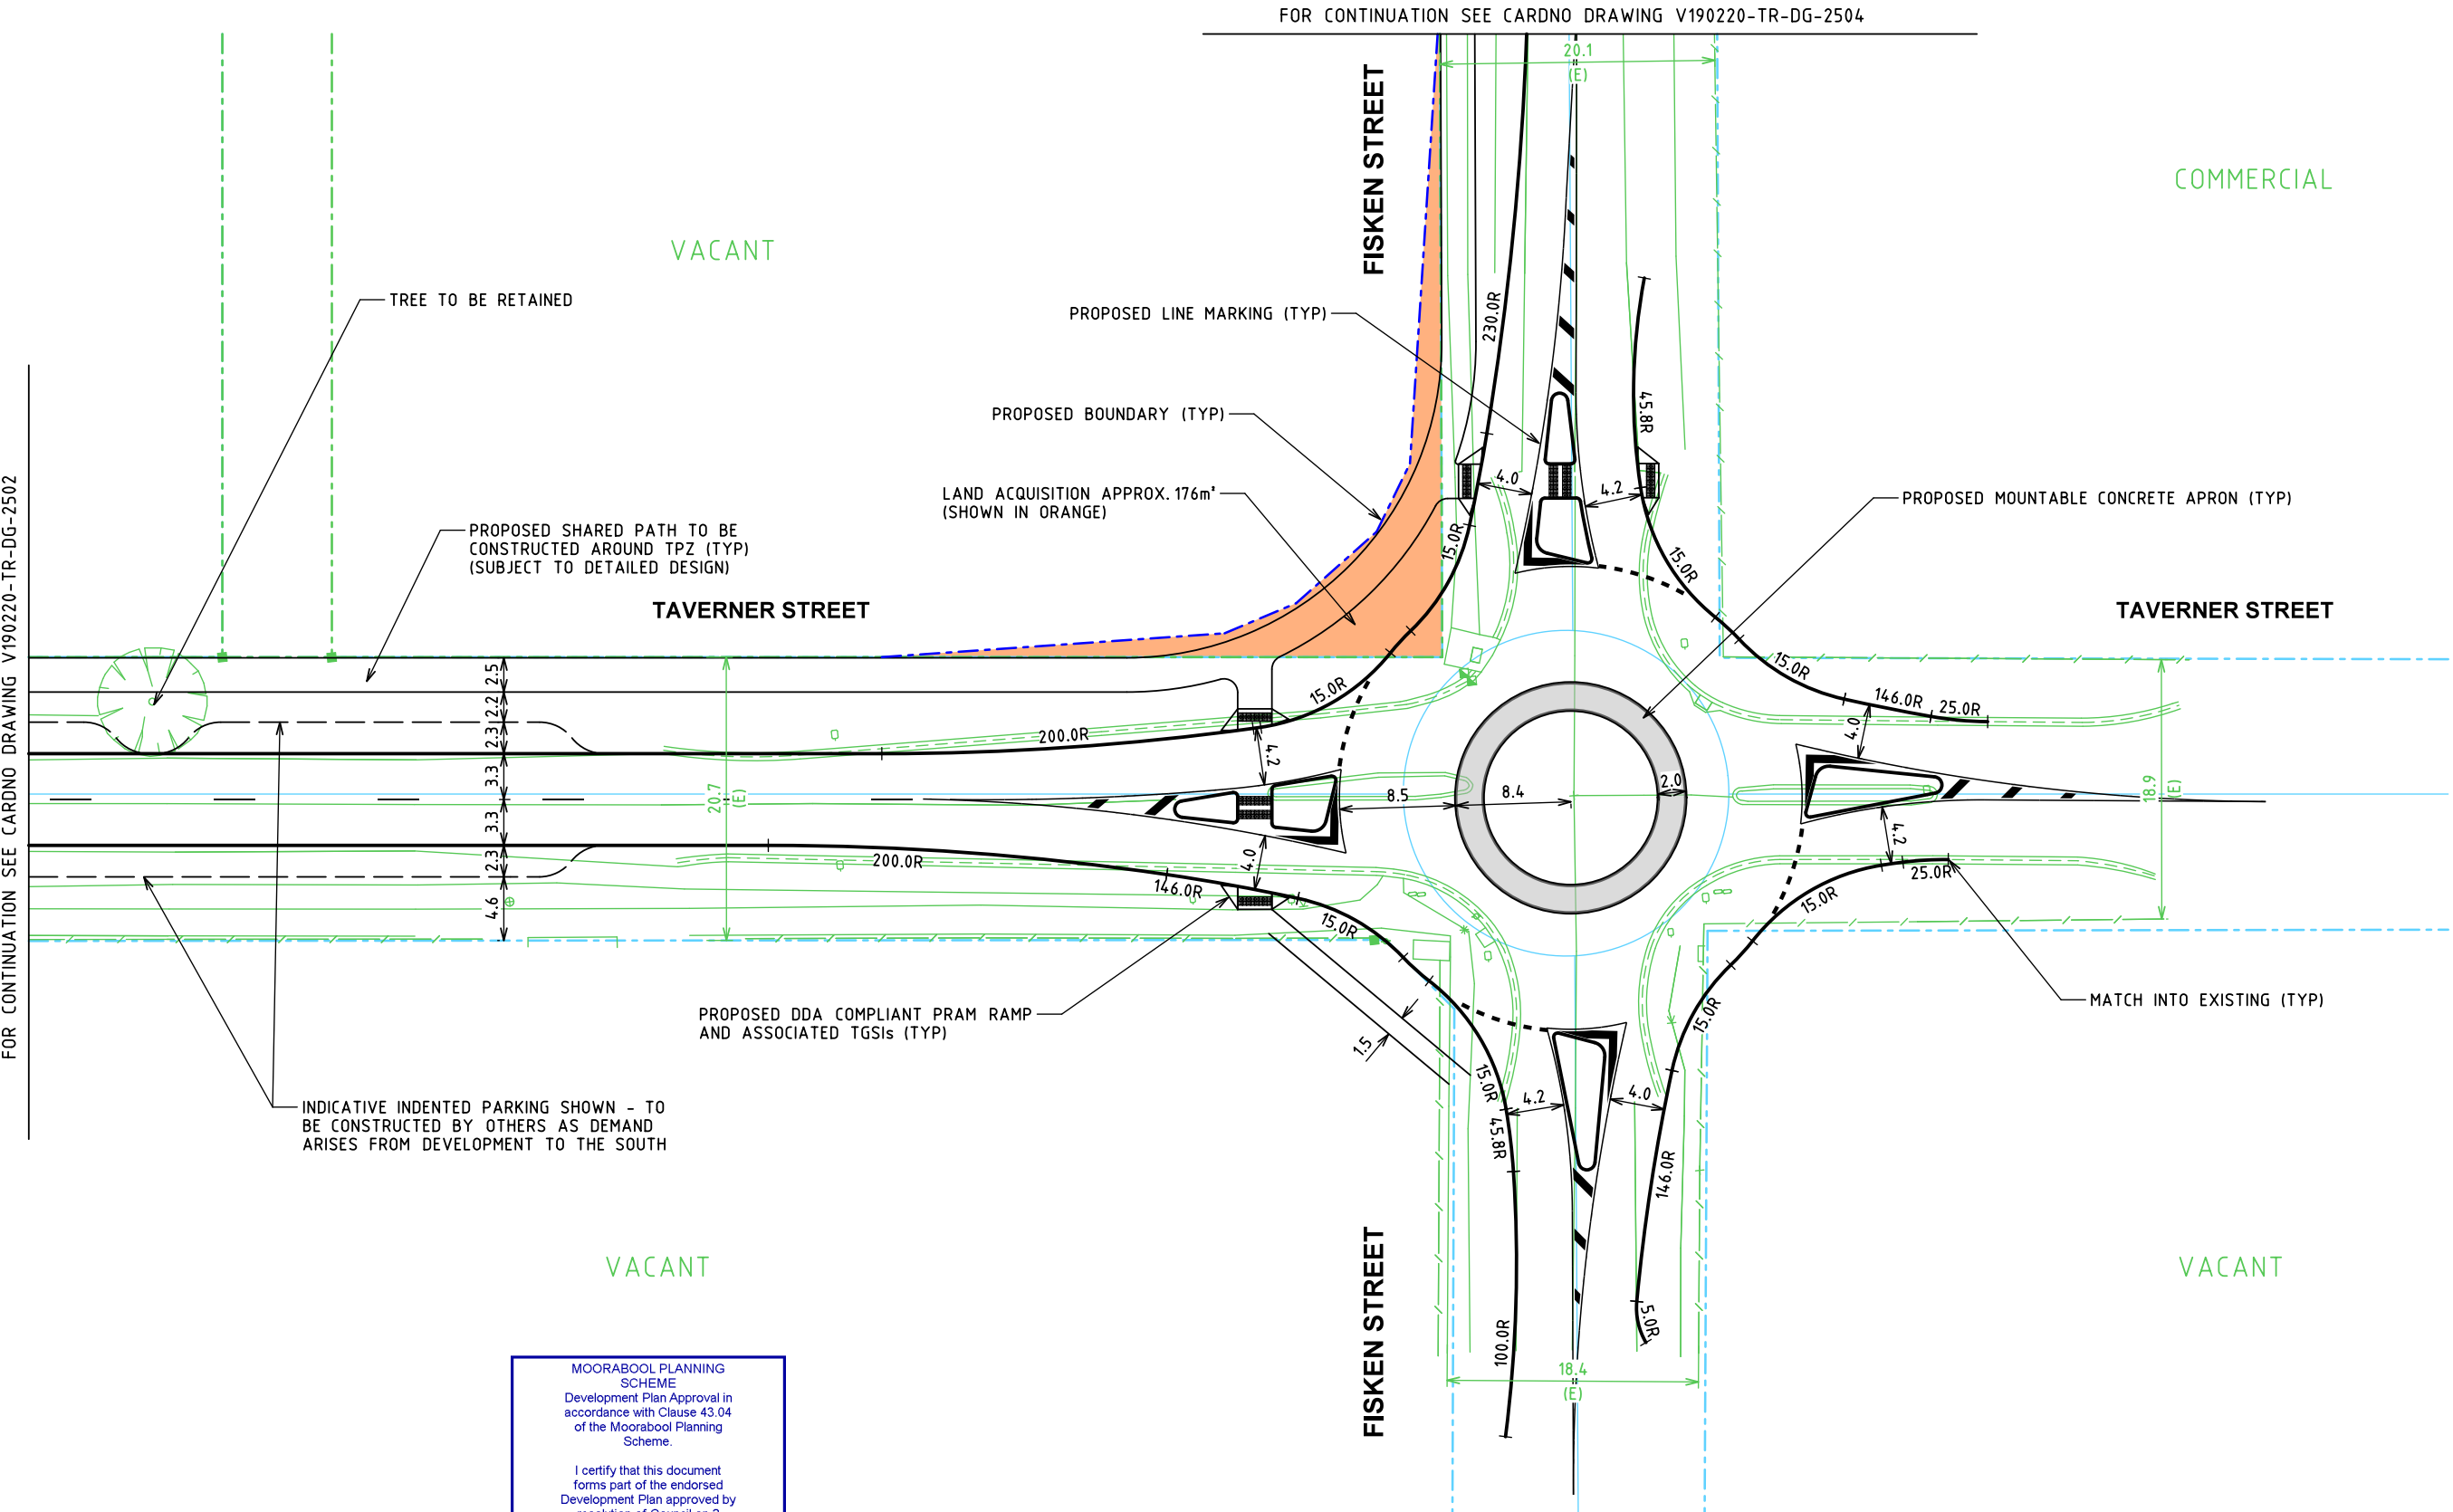 FOR CONTINUATION SEE CARDNO DRAWING V190220-TR-DG-2504
20.1
(E)
FISKEN STREET
COMMERCIAL
VACANT
TREE TO BE RETAINED
PROPOSED LINE MARKING (TYP)
230.0R
45.8R
PROPOSED BOUNDARY (TYP)
LAND ACQUISITION APPROX. 176m²
(SHOWN IN ORANGE)
4.0
4.2
PROPOSED MOUNTABLE CONCRETE APRON (TYP)
PROPOSED SHARED PATH TO BE
CONSTRUCTED AROUND TPZ (TYP)
(SUBJECT TO DETAILED DESIGN)
15.0R
15.0R
TAVERNER STREET
TAVERNER STREET
FOR CONTINUATION SEE CARDNO DRAWING V190220-TR-DG-2502
2.5
2.2
2.3
3.3
3.3
2.3
4.6
15.0R
15.0R
146.0R
25.0R
200.0R
4.2
4.0
20.7
(E)
8.5
8.4
2.0
18.9
(E)
200.0R
4.0
4.2
146.0R
25.0R
15.0R
15.0R
PROPOSED DDA COMPLIANT PRAM RAMP
AND ASSOCIATED TGSIs (TYP)
1.5
MATCH INTO EXISTING (TYP)
15.0R
15.0R
4.2
4.0
INDICATIVE INDENTED PARKING SHOWN - TO
BE CONSTRUCTED BY OTHERS AS DEMAND
ARISES FROM DEVELOPMENT TO THE SOUTH
45.8R
146.0R
VACANT
VACANT
FISKEN STREET
100.0R
5.0R
18.4
(E)
MOORABOOL PLANNING
SCHEME
Development Plan Approval in
accordance with Clause 43.04
of the Moorabool Planning
Scheme.
I certify that this document
forms part of the endorsed
Development Plan approved by